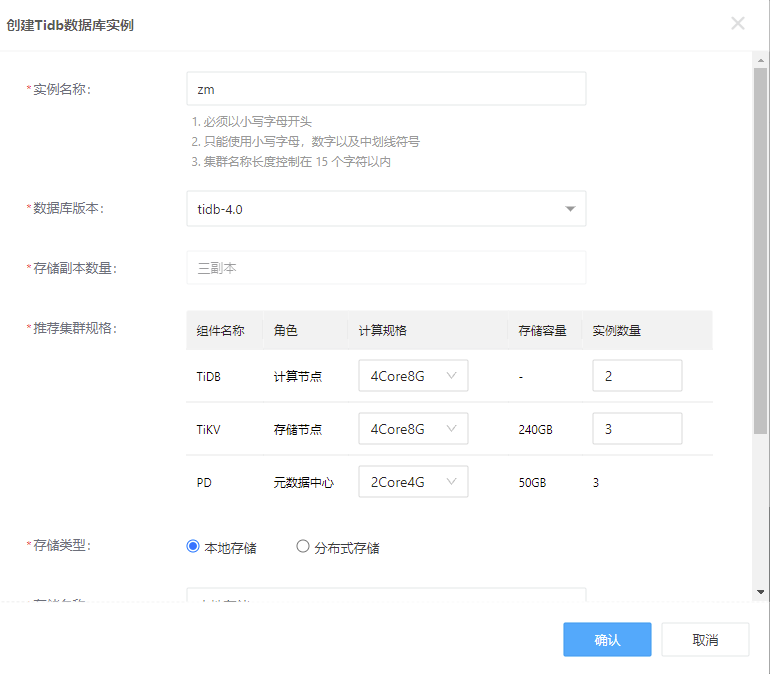 创建Tidb数据库实例
*实例名称： zm
1. 必须以小写字母开头
2. 只能使用小写字母，数字以及中划线符号
3. 集群名称长度控制在 15 个字符以内
*数据库版本： tidb-4.0
*存储副本数量： 三副本
*推荐集群规格： 组件名称 角色 计算规格 存储容量 实例数量
TiDB 计算节点 4Core8G - 2
TiKV 存储节点 4Core8G 240GB 3
PD 元数据中心 2Core4G 50GB 3
*存储类型： 本地存储 分布式存储
确认 取消